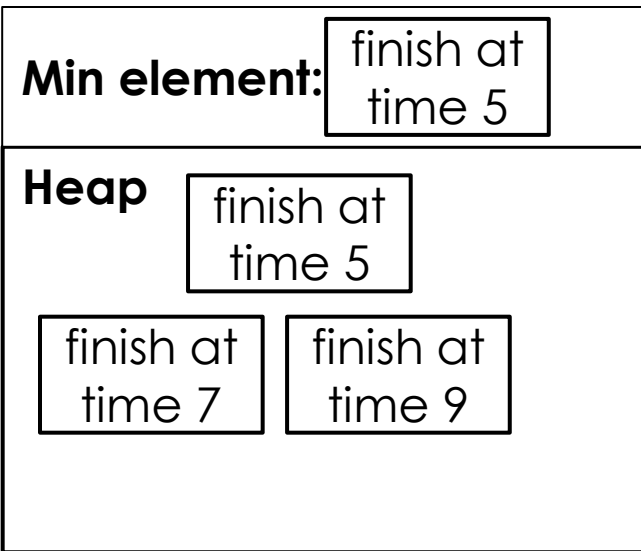 Min element:
finish at
time 5
Heap
finish at
time 5
finish at
time 7
finish at
time 9